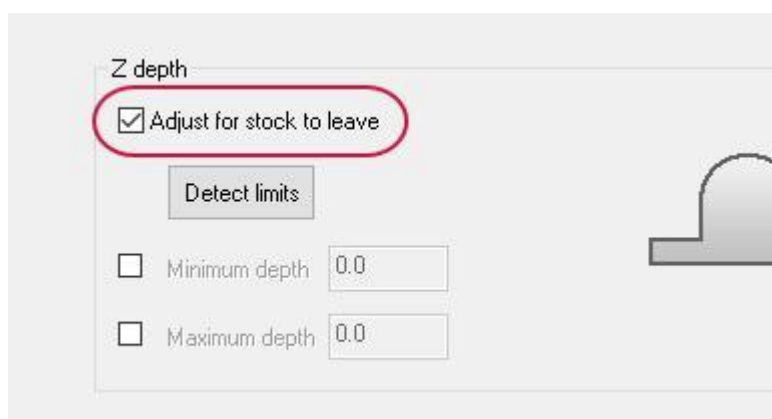 Z depth
Adjust for stock to leave
Detect limits
Minimum depth 0.0
Maximum depth 0.0